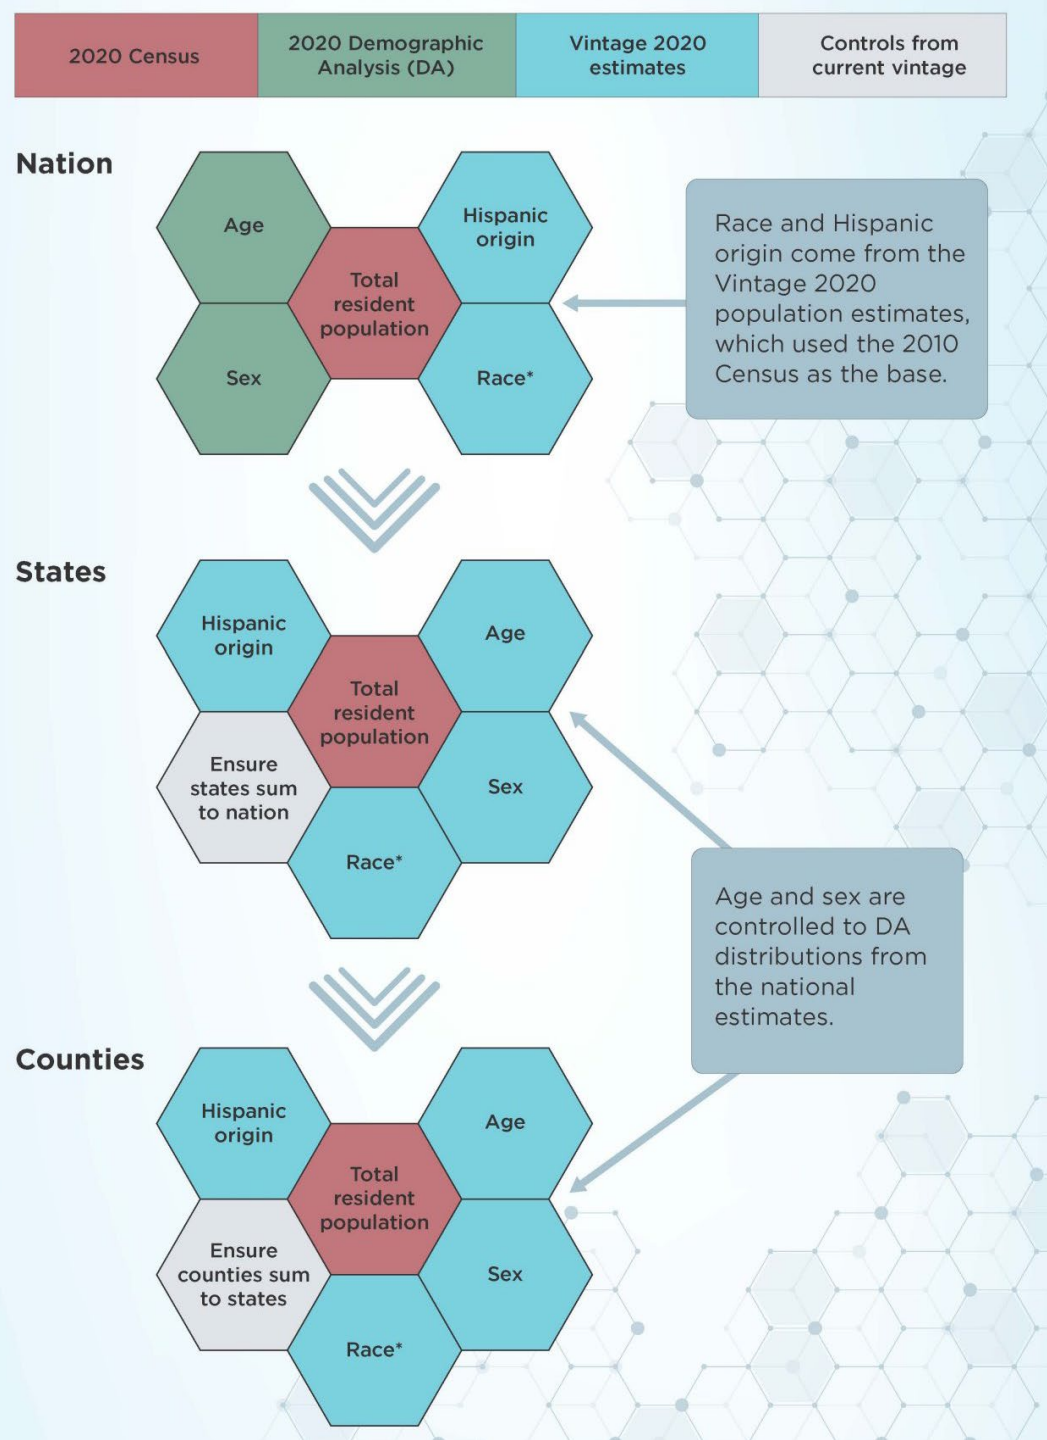 2020 Census
2020 Demographic
Analysis (DA)
Vintage 2020
estimates
Controls from
current vintage
Nation
Age
Sex
Total
resident
population
Hispanic
origin
Race*
Race and Hispanic
origin come from the
Vintage 2020
population estimates,
which used the 2010
Census as the base.
States
Hispanic
origin
Ensure
states sum
to nation
Total
resident
population
Race*
Age
Sex
Age and sex are
controlled to DA
distributions from
the national
estimates.
Counties
Hispanic
origin
Ensure
counties sum
to states
Total
resident
population
Race*
Age
Sex